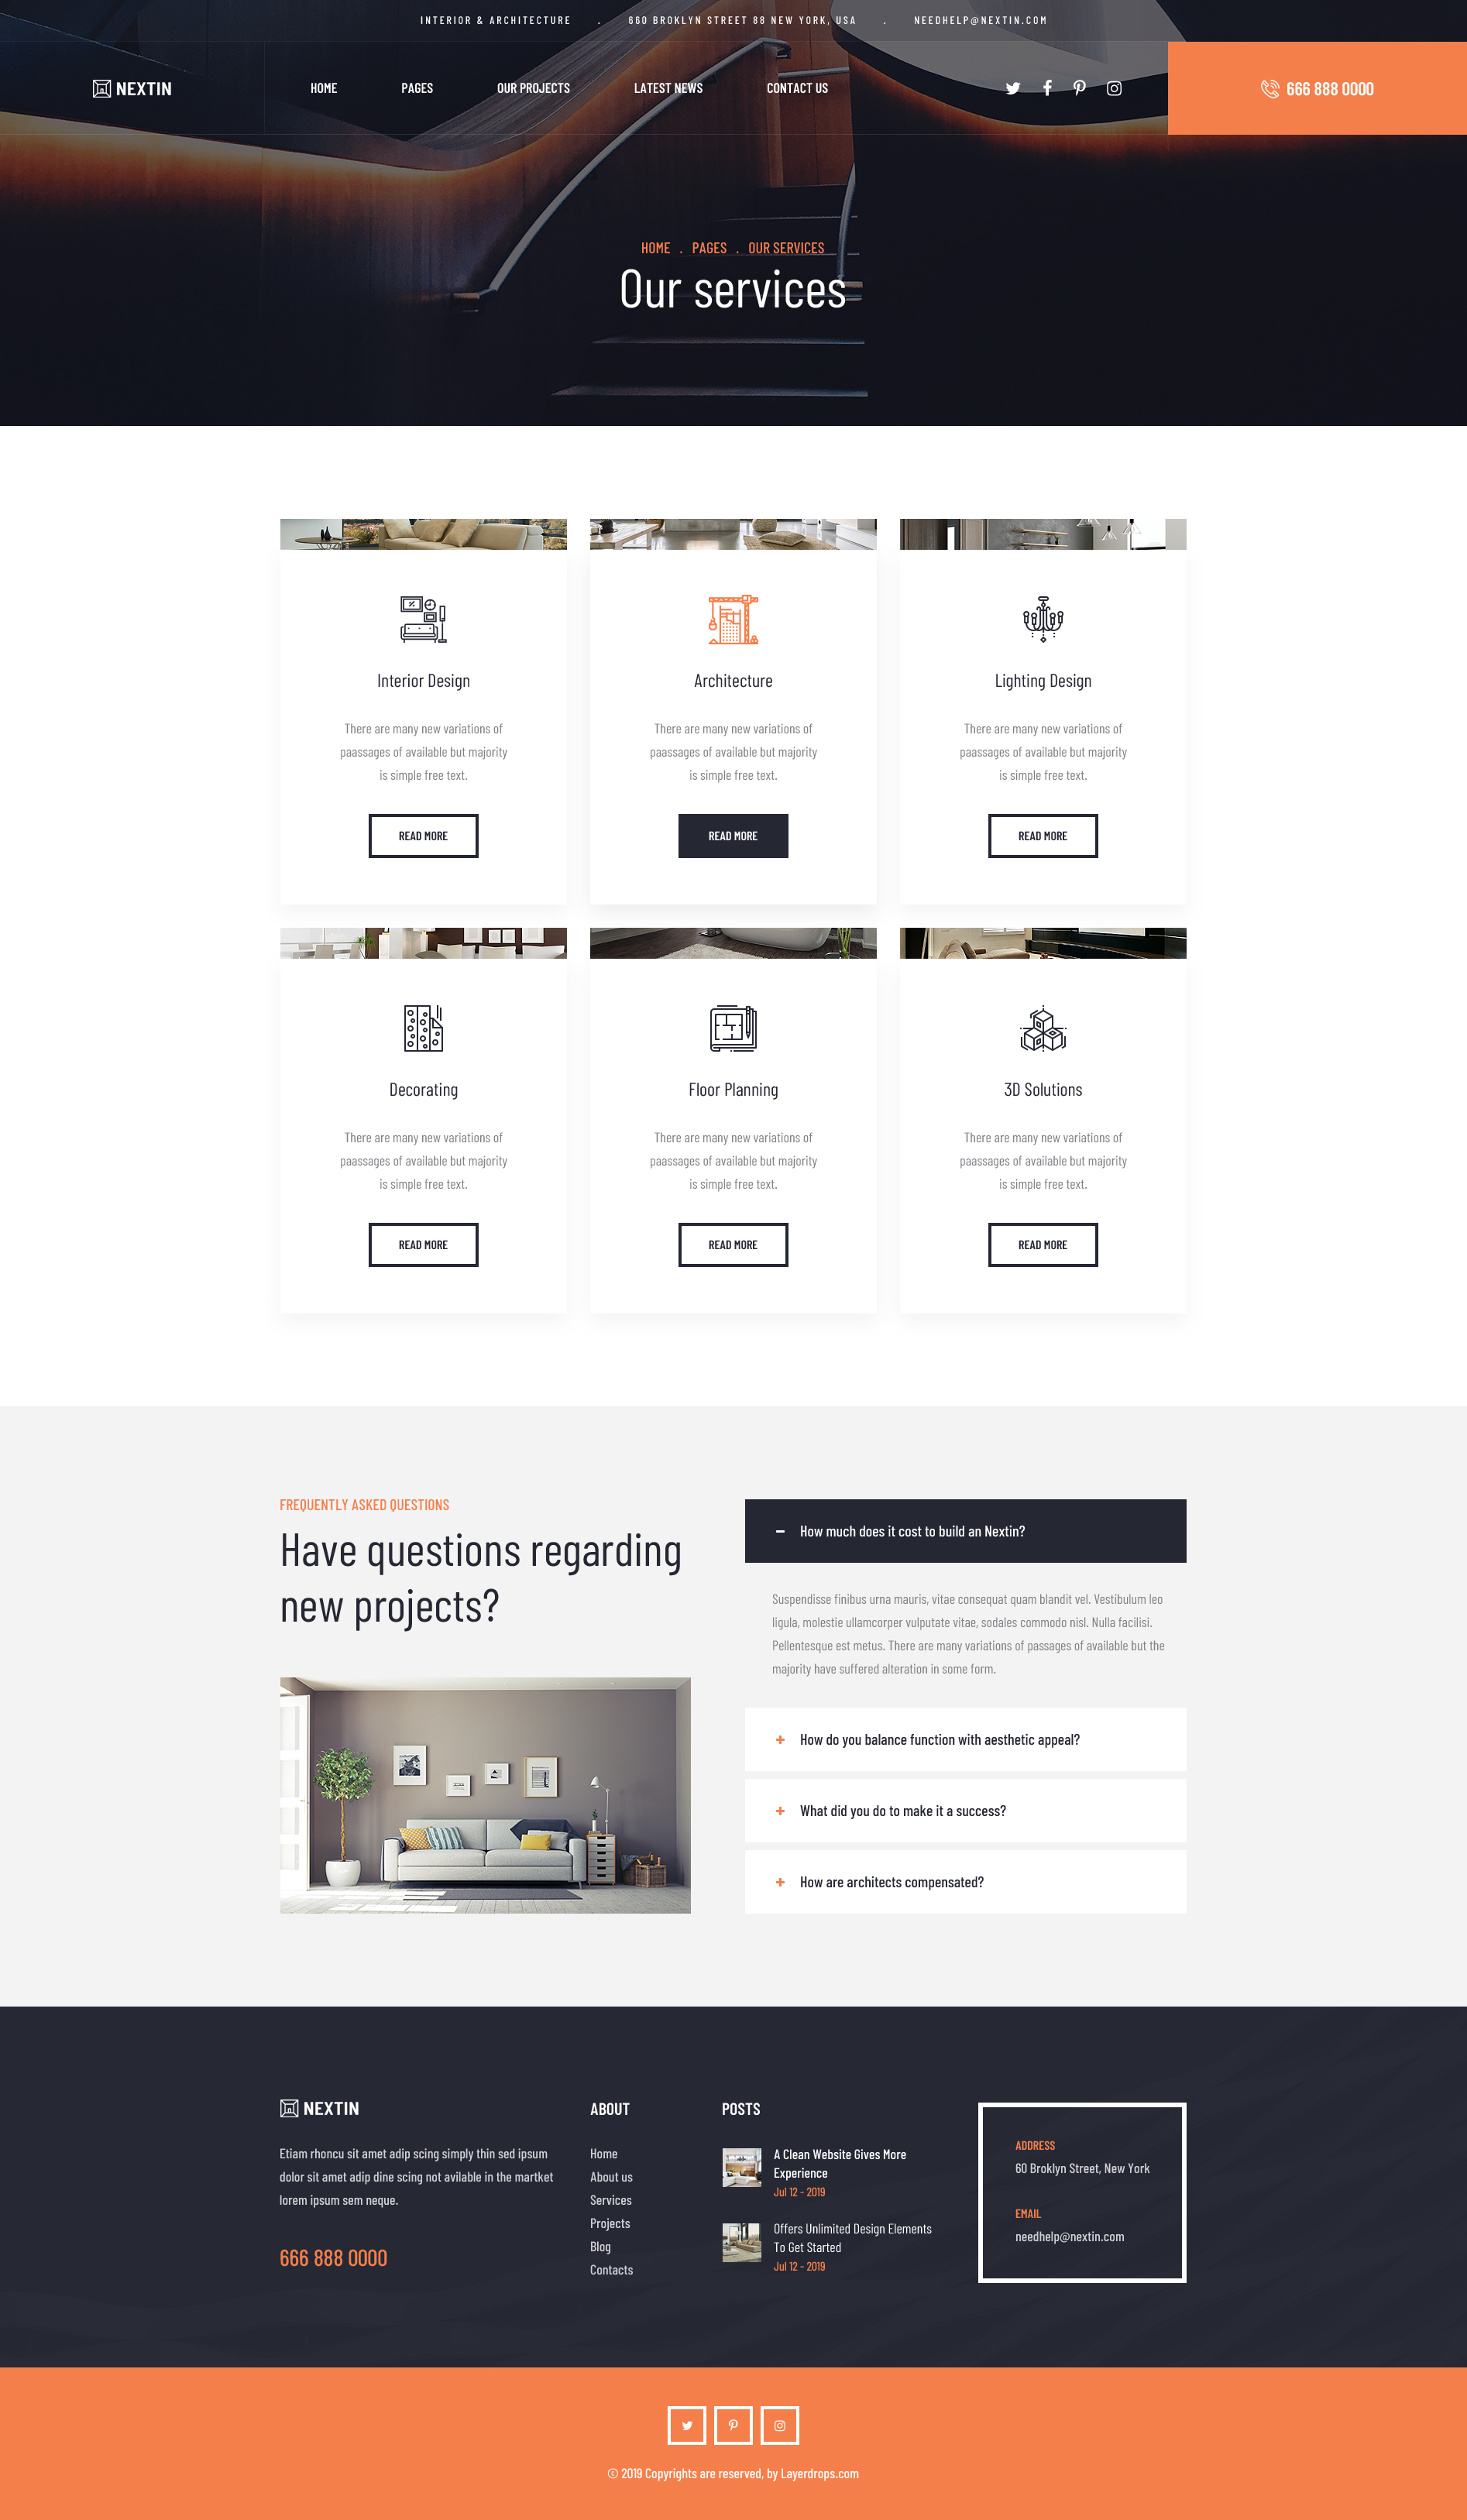 INTERIOR & ARCHITECTURE . 660 BROKLYN STREET 88 NEW YORK, USA . NEEDHELP@NEXTIN.COM
NEXTIN
HOME PAGES OUR PROJECTS LATEST NEWS CONTACT US
666 888 0000
HOME . PAGES . OUR SERVICES
Our services
Interior Design
There are many new variations of
paassages of available but majority
is simple free text.
READ MORE
Architecture
There are many new variations of
paassages of available but majority
is simple free text.
READ MORE
Lighting Design
There are many new variations of
paassages of available but majority
is simple free text.
READ MORE
Decorating
There are many new variations of
paassages of available but majority
is simple free text.
READ MORE
Floor Planning
There are many new variations of
paassages of available but majority
is simple free text.
READ MORE
3D Solutions
There are many new variations of
paassages of available but majority
is simple free text.
READ MORE
FREQUENTLY ASKED QUESTIONS
Have questions regarding
new projects?
How much does it cost to build an Nextin?
Suspendisse finibus urna mauris, vitae consequat quam blandit vel. Vestibulum leo
ligula, molestie ullamcorper vulputate vitae, sodales commodo nisl. Nulla facilisi.
Pellentesque est metus. There are many variations of passages of available but the
majority have suffered alteration in some form.
How do you balance function with aesthetic appeal?
What did you do to make it a success?
How are architects compensated?
NEXTIN
Etiam rhoncu sit amet adip scing simply thin sed ipsum
dolor sit amet adip dine scing not avilable in the market
lorem ipsum sem neque.
666 888 0000
ABOUT
Home
About us
Services
Projects
Blog
Contacts
POSTS
A Clean Website Gives More
Experience
Jul 12 - 2019
Offers Unlimited Design Elements
To Get Started
Jul 12 - 2019
ADDRESS
60 Broklyn Street, New York
EMAIL
needhelp@nextin.com
© 2019 Copyrights are reserved, by Layerdrops.com